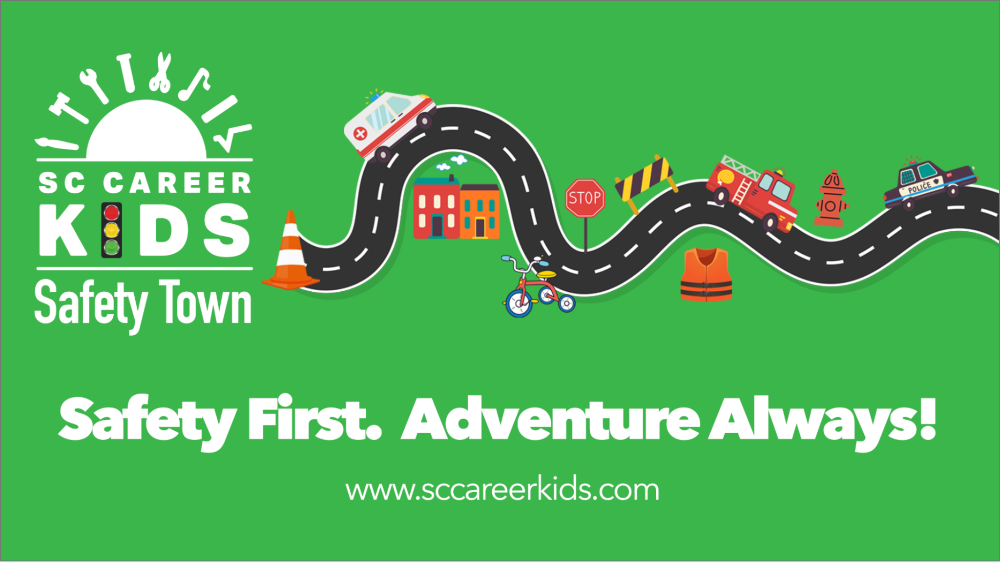 SC CAREER
KIDS
Safety Town
STOP
POLICE
Safety First. Adventure Always!
www.sccareerkids.com